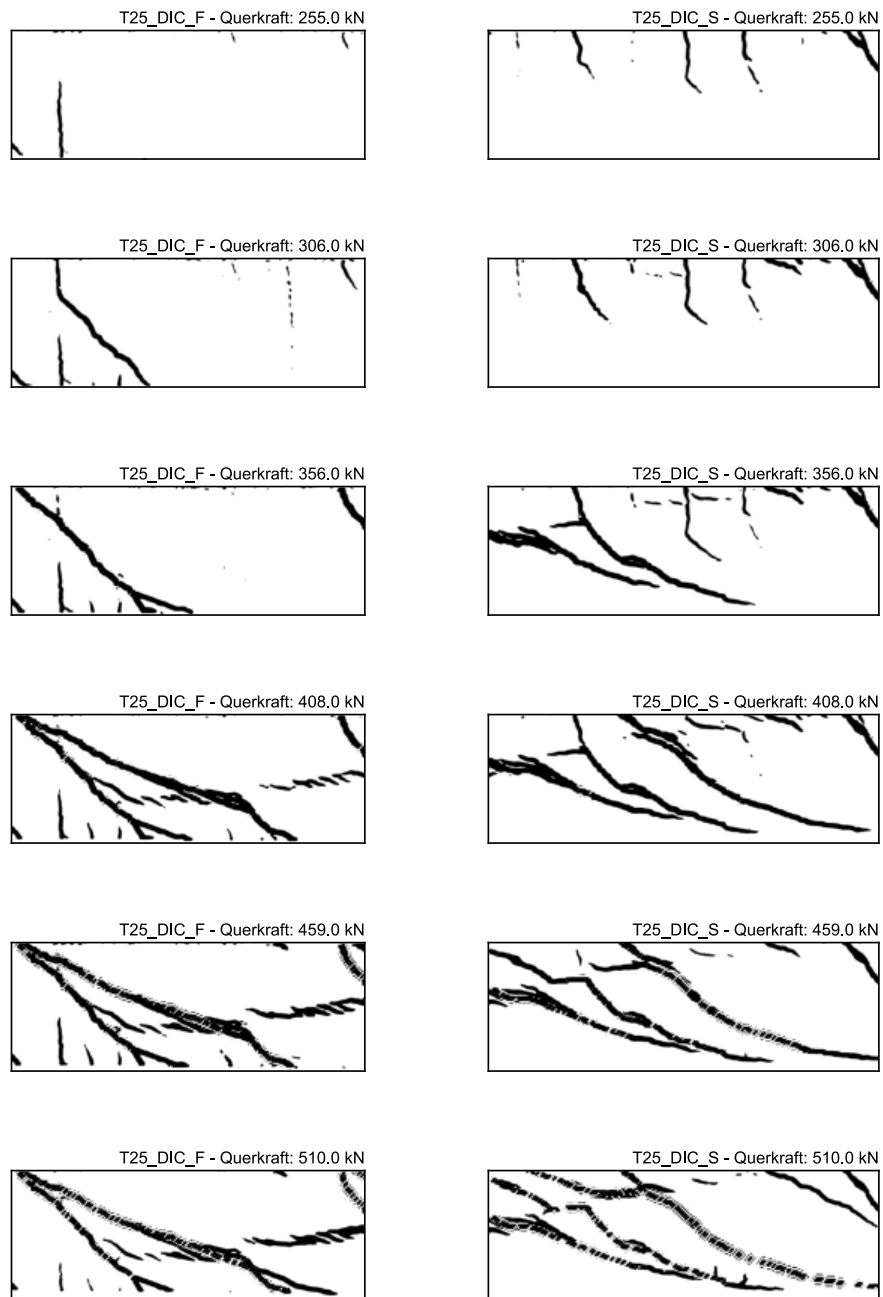 T25_DIC_F - Querkraft: 255.0 kN
T25_DIC_S - Querkraft: 255.0 kN
T25_DIC_F - Querkraft: 306.0 kN
T25_DIC_S - Querkraft: 306.0 kN
T25_DIC_F - Querkraft: 356.0 kN
T25_DIC_S - Querkraft: 356.0 kN
T25_DIC_F - Querkraft: 408.0 kN
T25_DIC_S - Querkraft: 408.0 kN
T25_DIC_F - Querkraft: 459.0 kN
T25_DIC_S - Querkraft: 459.0 kN
T25_DIC_F - Querkraft: 510.0 kN
T25_DIC_S - Querkraft: 510.0 kN